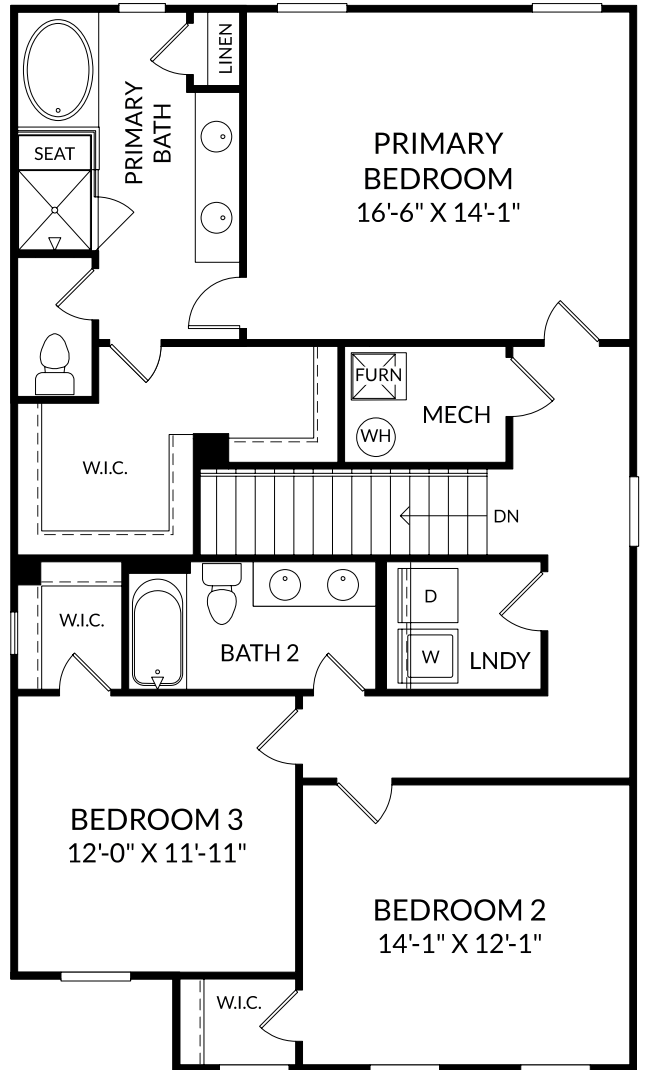 LINEN
PRIMARY
BATH
SEAT
PRIMARY
BEDROOM
16'-6" X 14'-1"
FURN
MECH
WH
W.I.C.
DN
W.I.C.
D
BATH 2
W
LNDY
BEDROOM 3
12'-0" X 11'-11"
BEDROOM 2
14'-1" X 12'-1"
W.I.C.